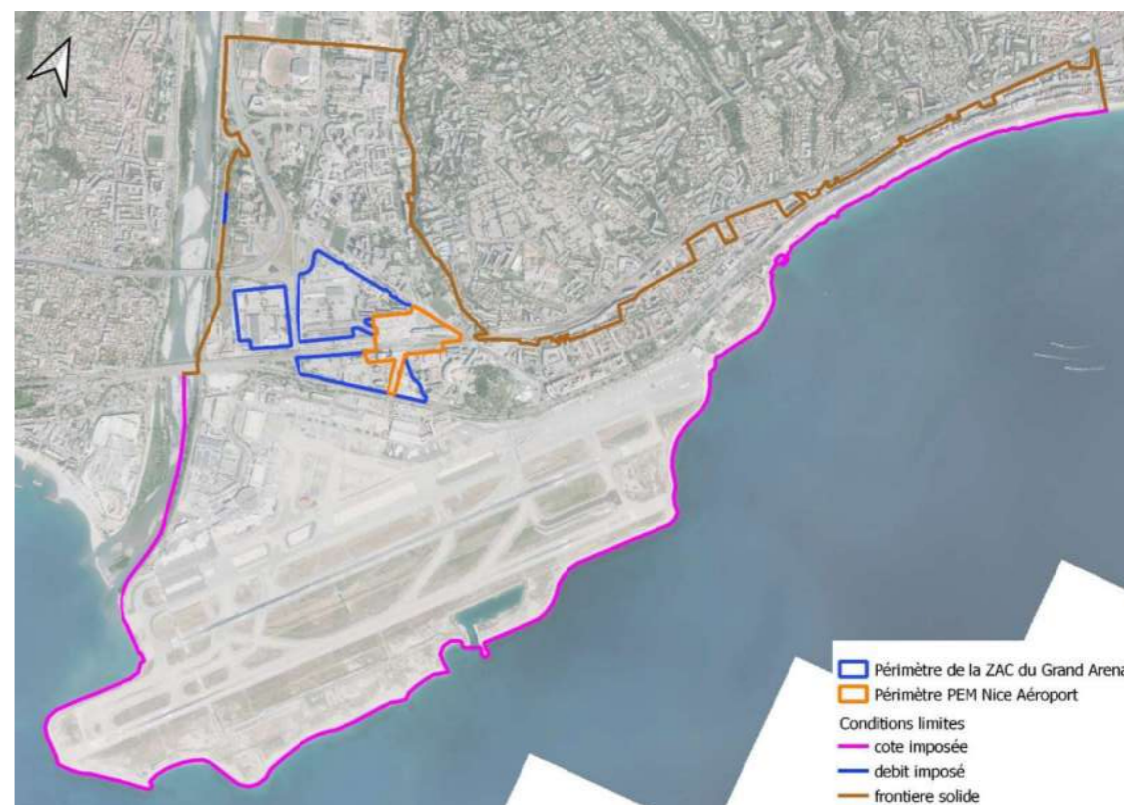 Périmètre de la ZAC du Grand Arena
Périmètre PEM Nice Aéroport
Conditions limites
cote imposée
debit imposé
frontiere solide